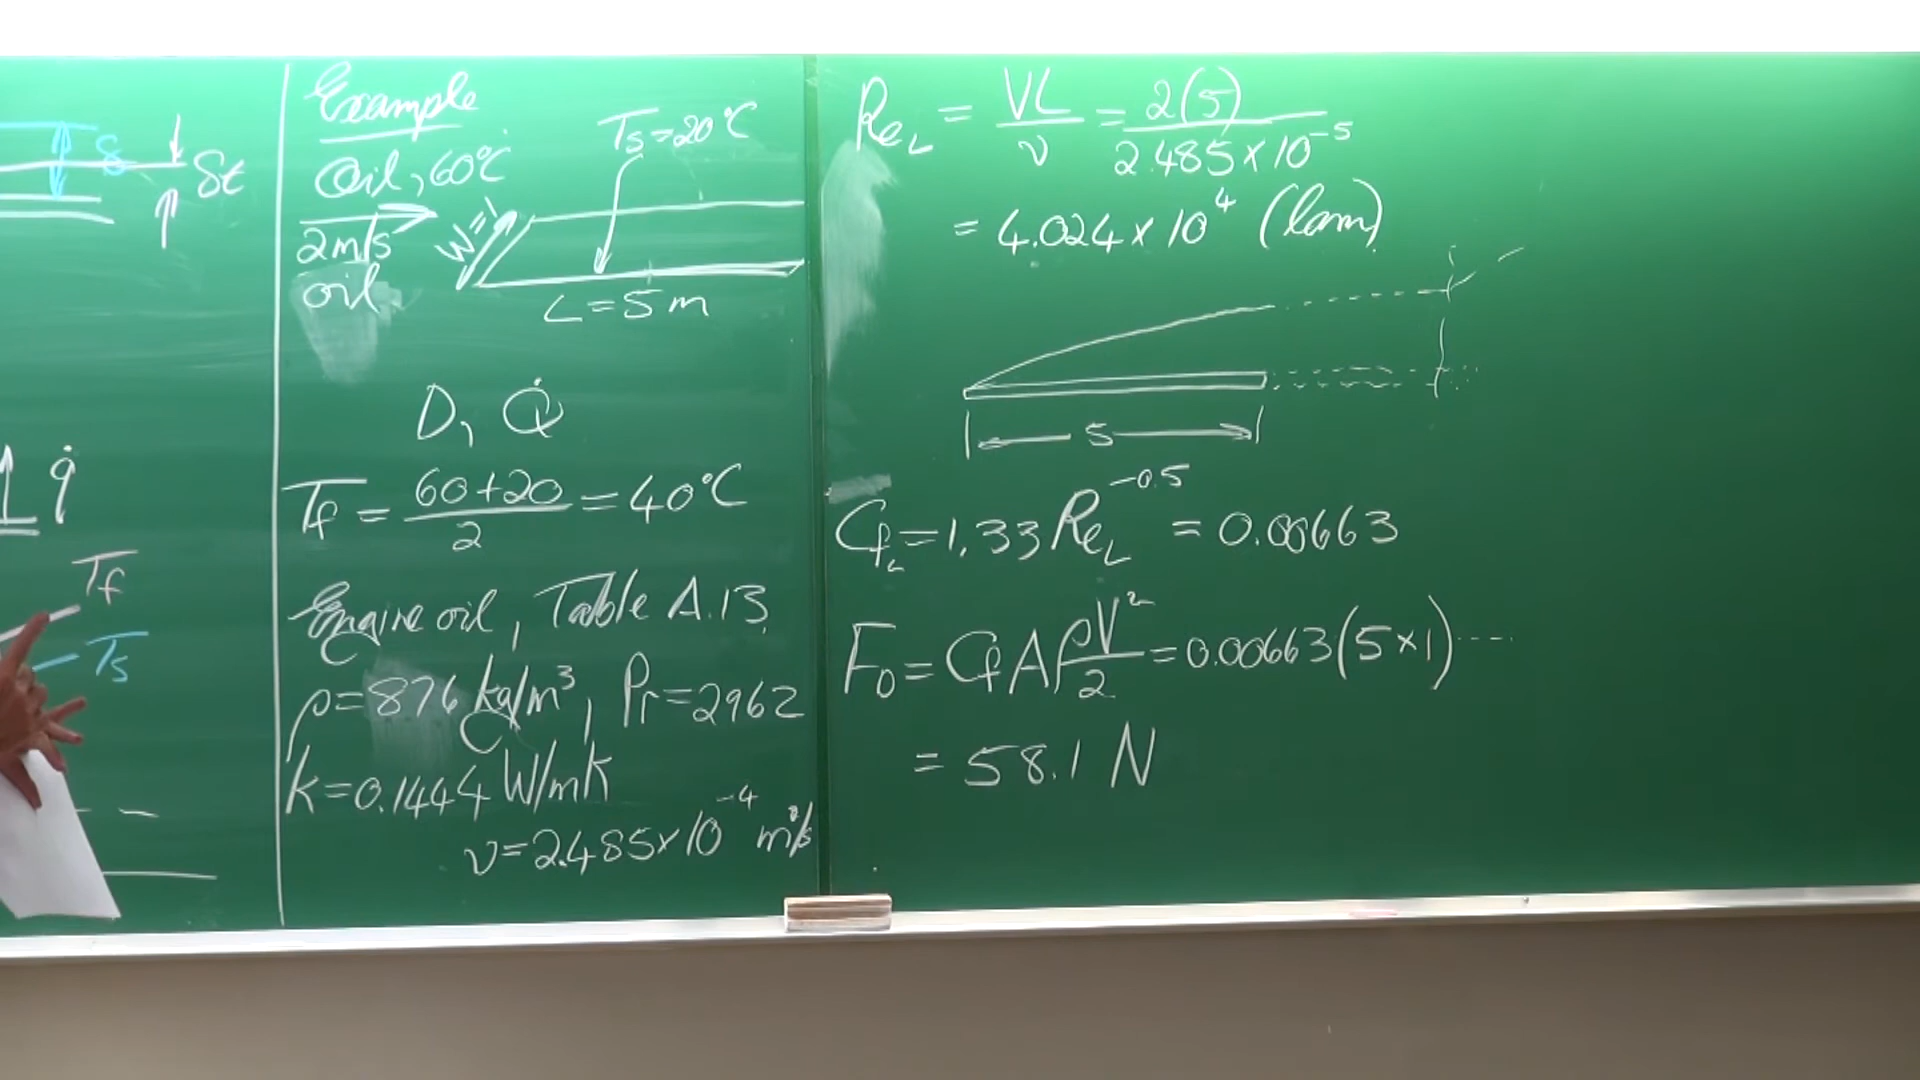 δ
δt
q̇
Tf
Ts
Example
Oil, 60°C
2m/s
oil
W=1
Ts=20°C
L=5m
D, Q̇
Tf = (60+20)/2 = 40°C
Engine oil, Table A.13
ρ=876 kg/m³, Pr=2962
k=0.1444 W/mK
ν=2.485×10⁻⁴ m²/s
Re_L = VL/ν = 2(5)/2.485×10⁻⁵
= 4.024×10⁴ (lam)
5
Cf_L=1.33 Re_L^-0.5 = 0.00663
F_D = Cf A ρV²/2 = 0.00663(5×1)----
= 58.1 N